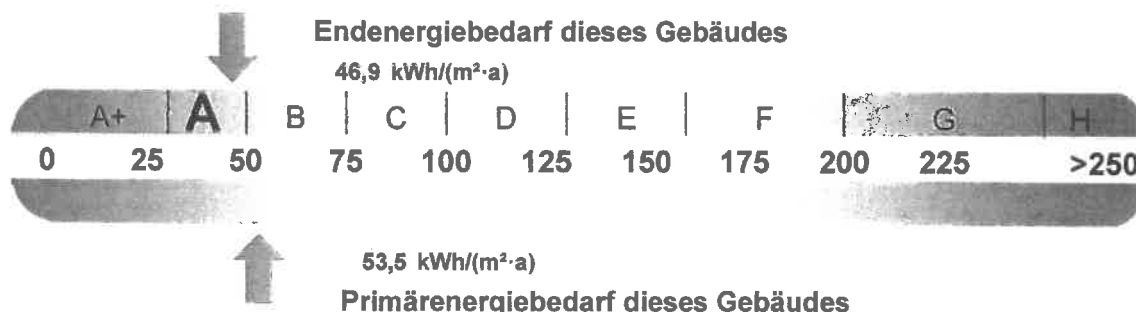 Endenergiebedarf dieses Gebäudes
46,9 kWh/(m²·a)
A+ A B C D E F G H
0 25 50 75 100 125 150 175 200 225 >250
53,5 kWh/(m²·a)
Primärenergiebedarf dieses Gebäudes